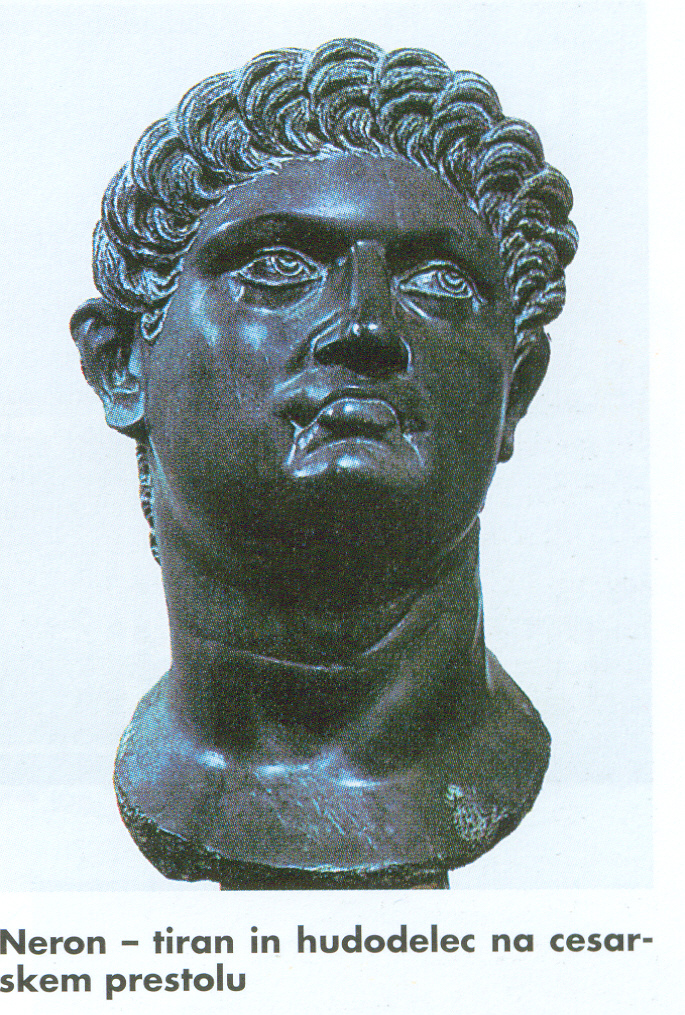 Neron – tiran in hudodelec na cesar-
skem prestolu